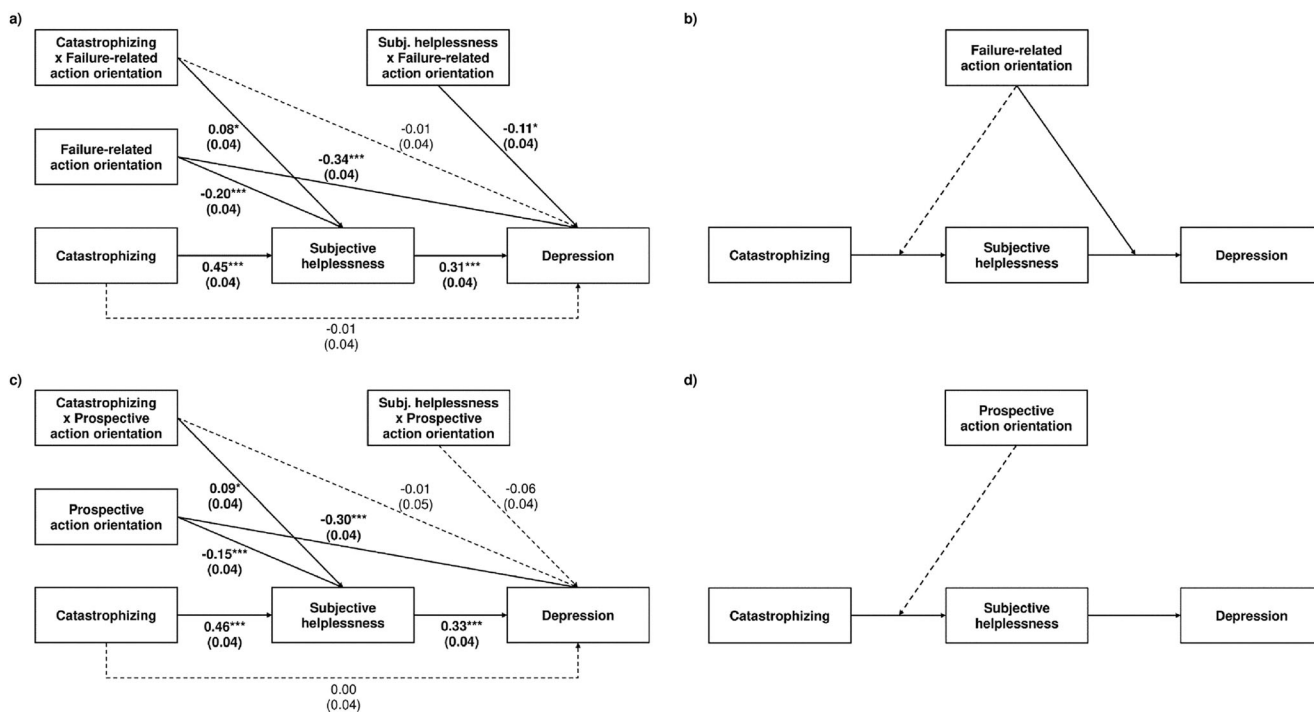 a)
Catastrophizing
x Failure-related
action orientation
Subj. helplessness
x Failure-related
action orientation
0.08*
(0.04)
-0.01
(0.04)
-0.11*
(0.04)
Failure-related
action orientation
-0.34***
(0.04)
-0.20***
(0.04)
Catastrophizing
Subjective
helplessness
Depression
0.45***
(0.04)
0.31***
(0.04)
-0.01
(0.04)
b)
Failure-related
action orientation
Catastrophizing
Subjective
helplessness
Depression
c)
Catastrophizing
x Prospective
action orientation
Subj. helplessness
x Prospective
action orientation
0.09*
(0.04)
-0.01
(0.05)
-0.06
(0.04)
Prospective
action orientation
-0.30***
(0.04)
-0.15***
(0.04)
Catastrophizing
Subjective
helplessness
Depression
0.46***
(0.04)
0.33***
(0.04)
0.00
(0.04)
d)
Prospective
action orientation
Catastrophizing
Subjective
helplessness
Depression